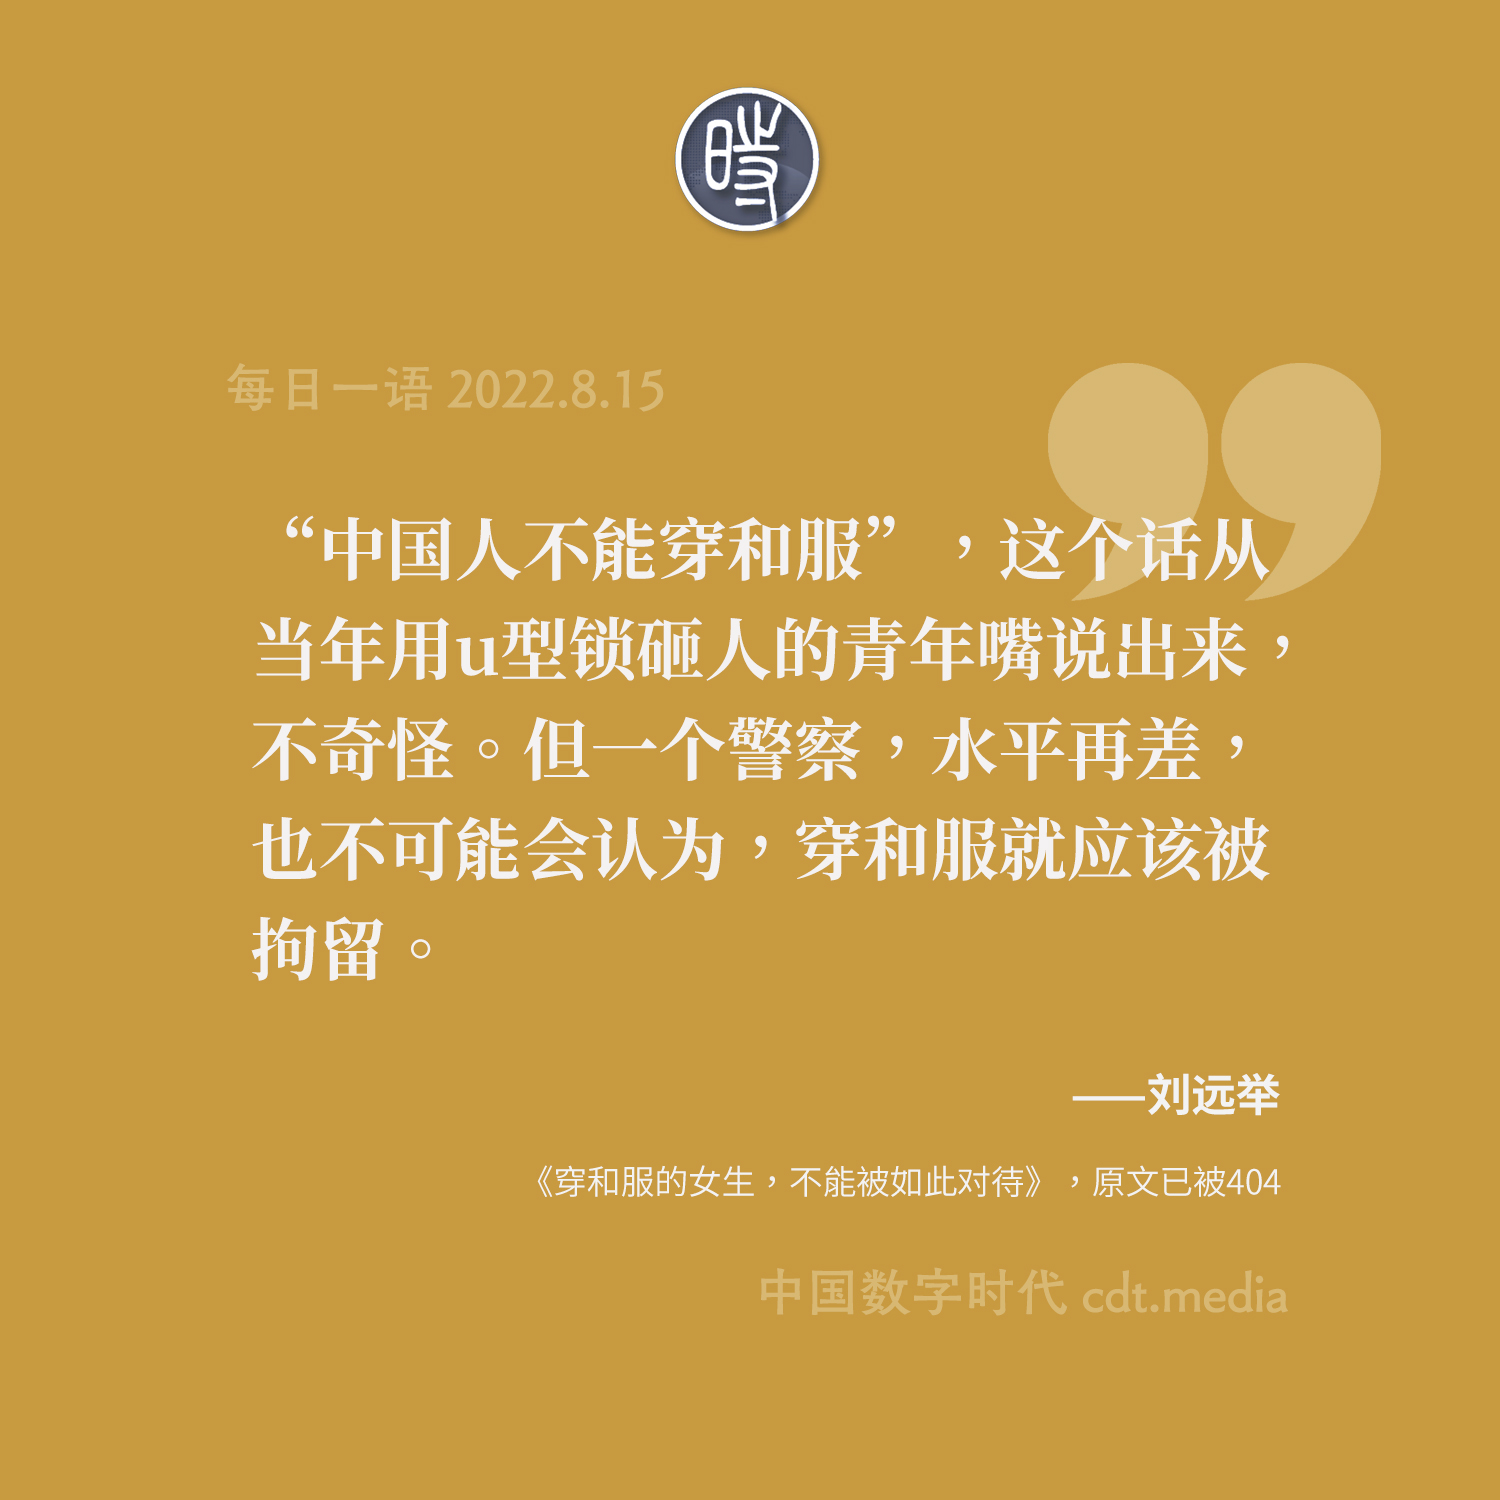 時
每日一语 2022.8.15
“中国人不能穿和服”，这个话从
当年用u型锁砸人的青年嘴说出来，
不奇怪。但一个警察，水平再差，
也不可能会认为，穿和服就应该被
拘留。
——刘远举
《穿和服的女生，不能被如此对待》，原文已被404
中国数字时代 cdt.media